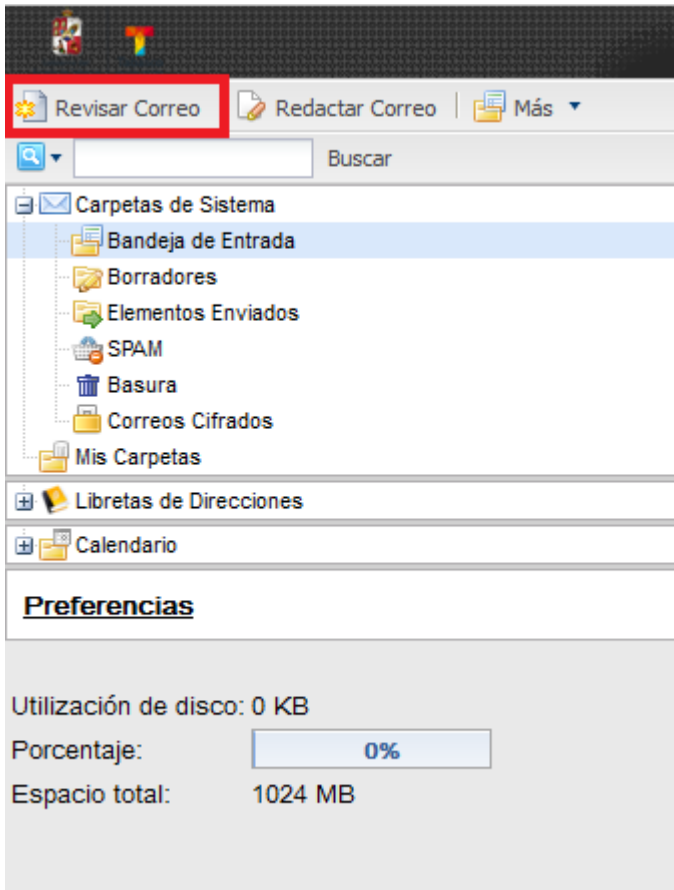 Revisar Correo Redactar Correo Más
Buscar
Carpetas de Sistema
Bandeja de Entrada
Borradores
Elementos Enviados
SPAM
Basura
Correos Cifrados
Mis Carpetas
Libretas de Direcciones
Calendario
Preferencias
Utilización de disco: 0 KB
Porcentaje: 0%
Espacio total: 1024 MB